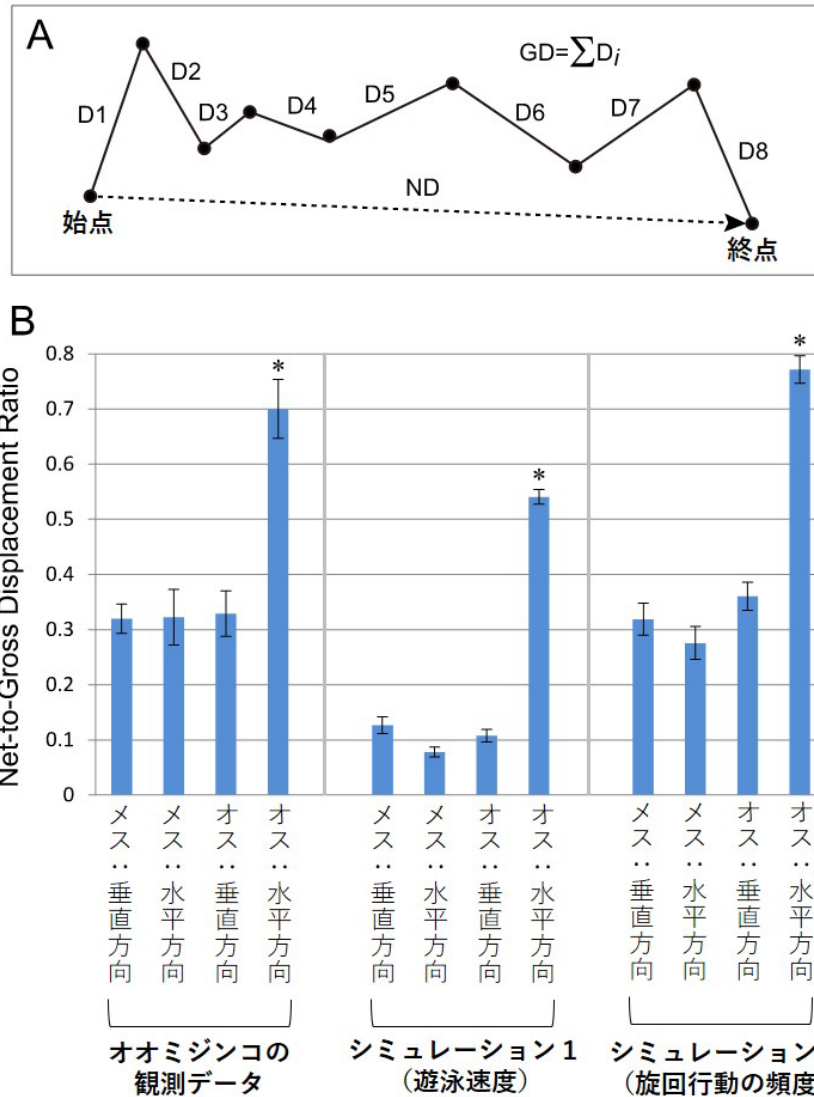 A
GD=∑Di
D1
D2
D3
D4
D5
D6
D7
D8
ND
始点
終点
B
Net-to-Gross Displacement Ratio
0.8
0.7
0.6
0.5
0.4
0.3
0.2
0.1
0
*
*
*
メス：垂直方向
メス：水平方向
オス：垂直方向
オス：水平方向
メス：垂直方向
メス：水平方向
オス：垂直方向
オス：水平方向
メス：垂直方向
メス：水平方向
オス：垂直方向
オス：水平方向
オオミジンコの
観測データ
シミュレーション1
（遊泳速度）
シミュレーション
（旋回行動の頻度